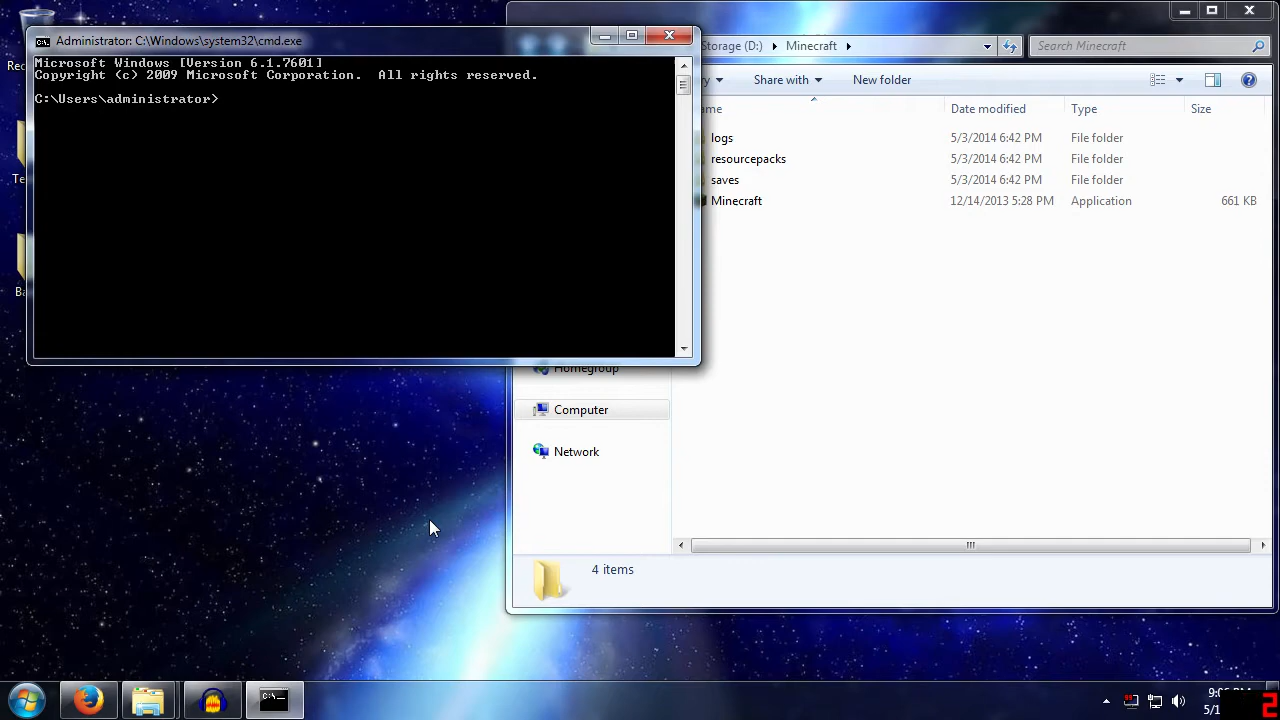 Administrator: C:\Windows\system32\cmd.exe
Microsoft Windows [Version 6.1.7601]
Copyright (c) 2009 Microsoft Corporation.  All rights reserved.
C:\Users\administrator>
Storage (D:) Minecraft
Search Minecraft
Share with New folder
Date modified Type Size
logs 5/3/2014 6:42 PM File folder
resourcepacks 5/3/2014 6:42 PM File folder
saves 5/3/2014 6:42 PM File folder
Minecraft 12/14/2013 5:28 PM Application 661 KB
Homegroup
Computer
Network
4 items
C:\.
2